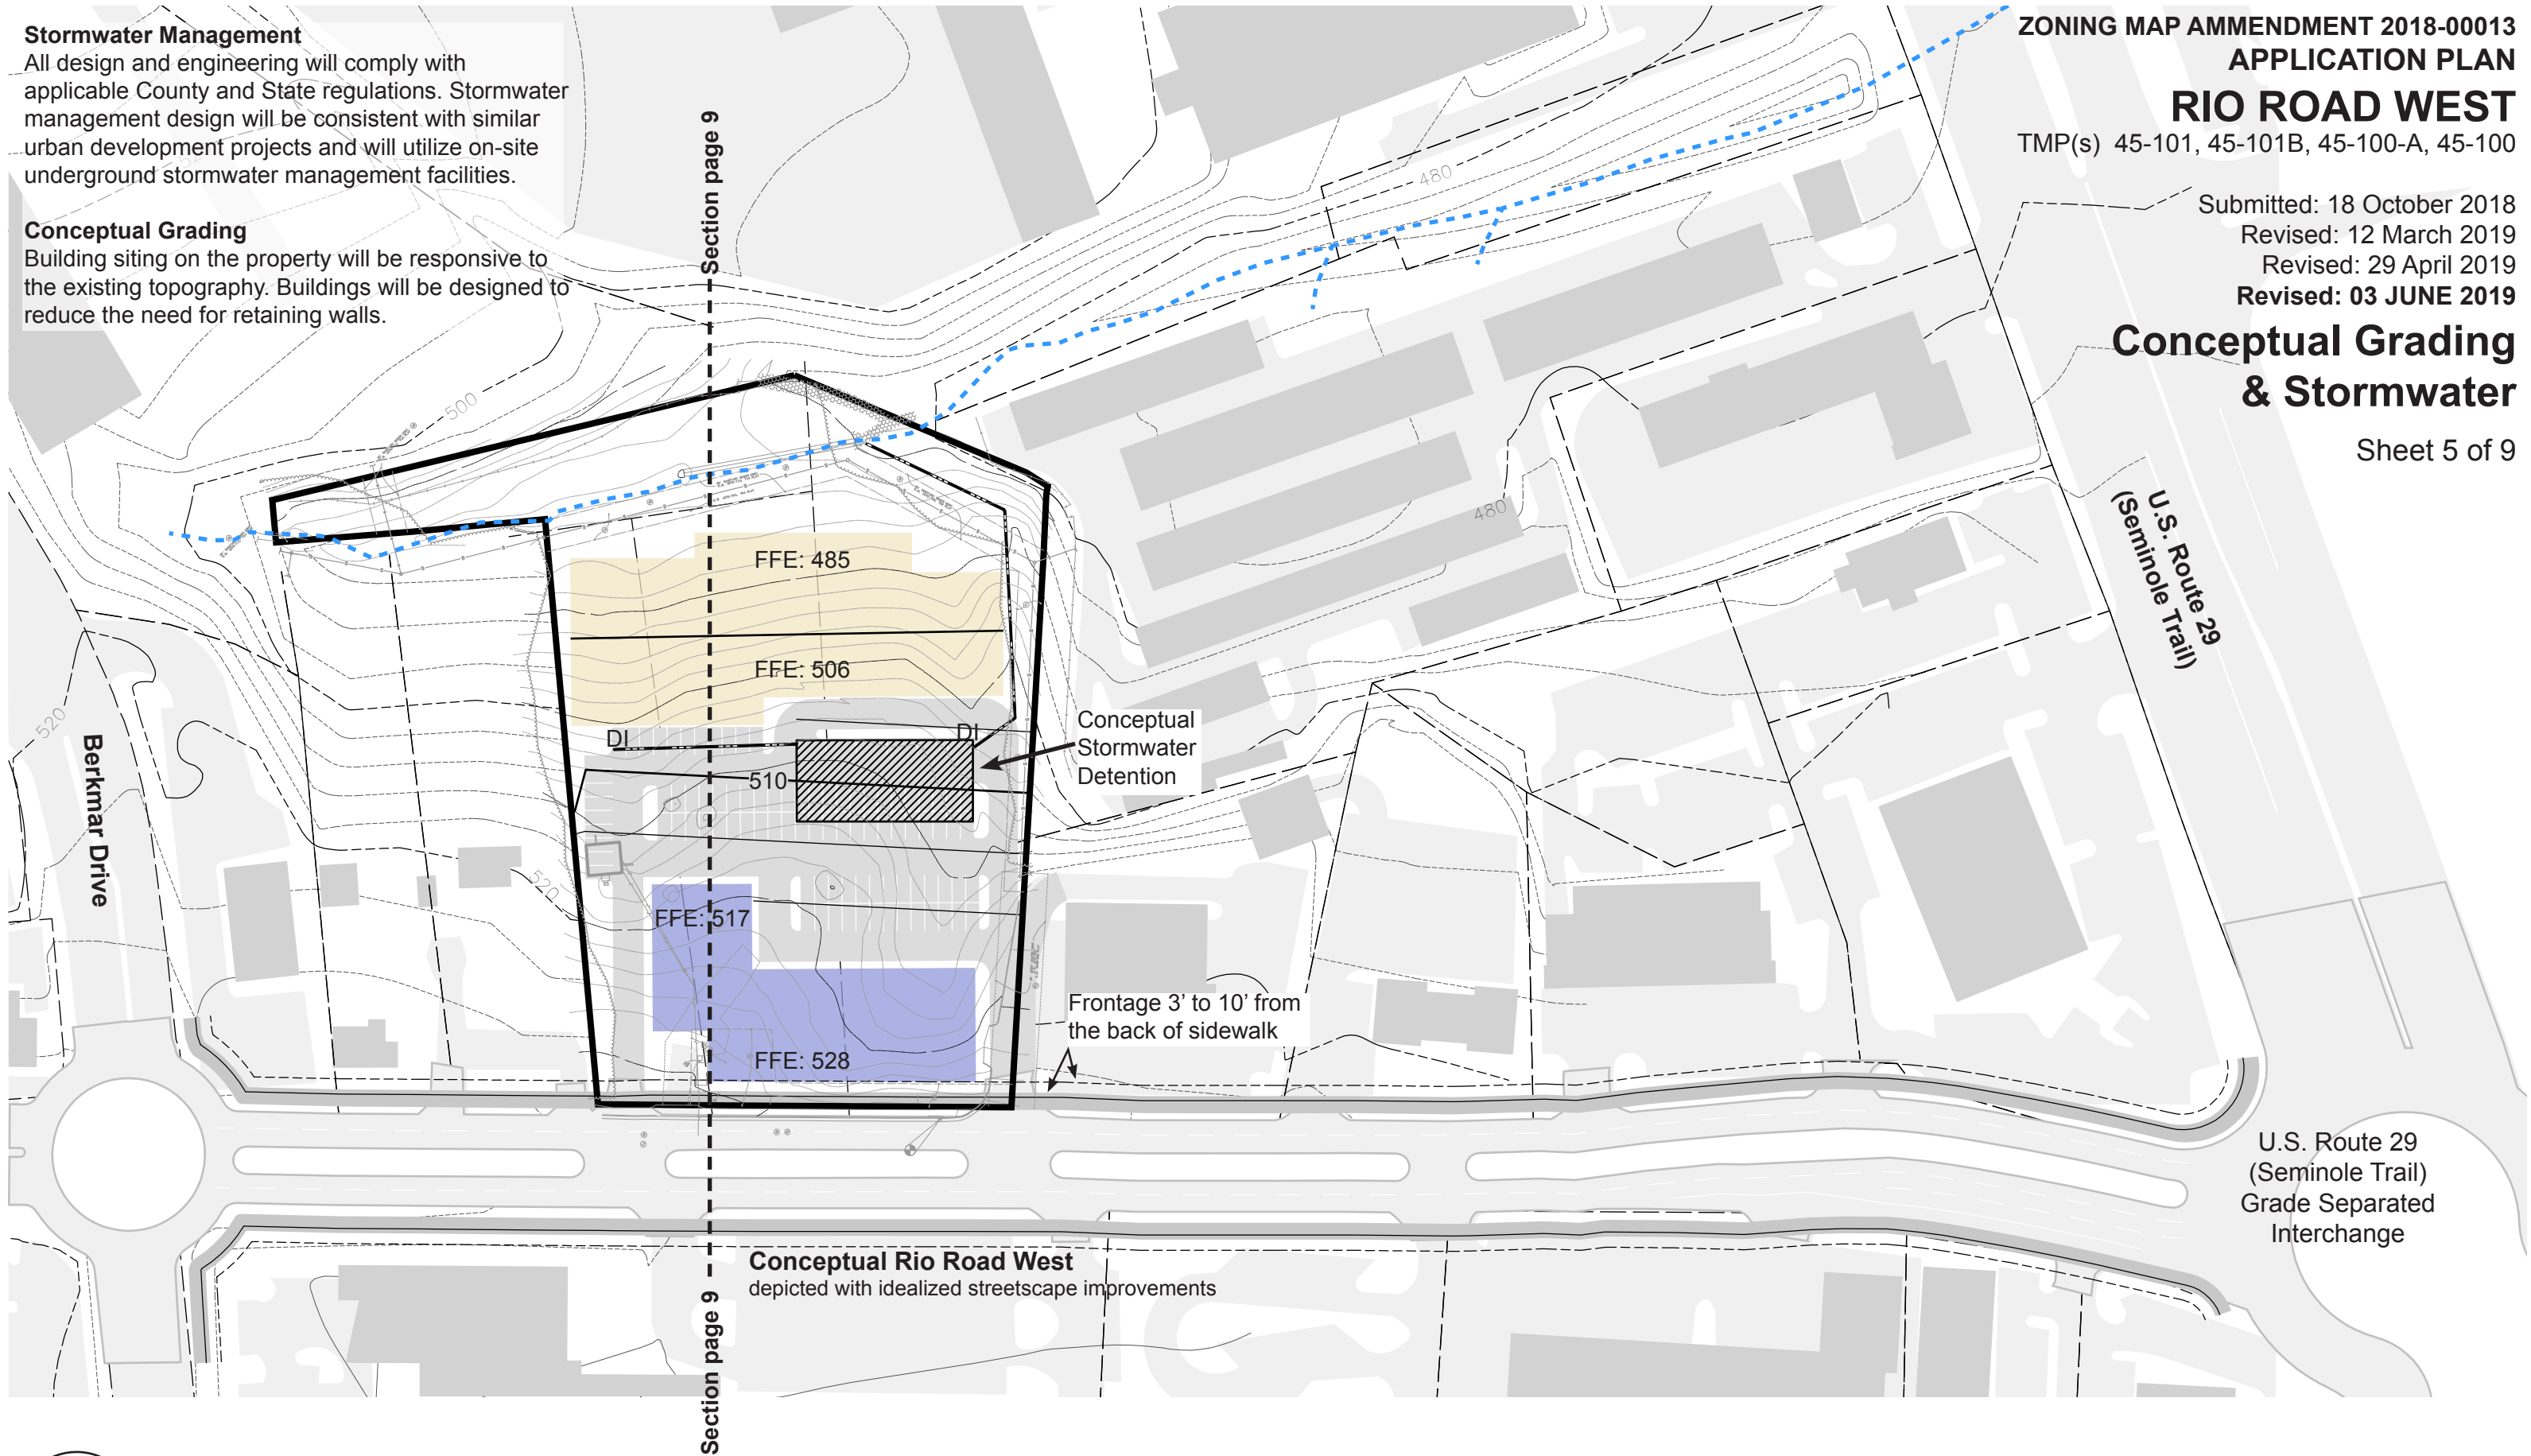 Stormwater Management
All design and engineering will comply with
applicable County and State regulations. Stormwater
management design will be consistent with similar
urban development projects and will utilize on-site
underground stormwater management facilities.
Conceptual Grading
Building siting on the property will be responsive to
the existing topography. Buildings will be designed to
reduce the need for retaining walls.
ZONING MAP AMMENDMENT 2018-00013
APPLICATION PLAN
RIO ROAD WEST
TMP(s) 45-101, 45-101B, 45-100-A, 45-100
Submitted: 18 October 2018
Revised: 12 March 2019
Revised: 29 April 2019
Revised: 03 JUNE 2019
Conceptual Grading
& Stormwater
Sheet 5 of 9
Section page 9
480
500
480
U.S. Route 29
(Seminole Trail)
FFE: 485
FFE: 506
520
Berkmar Drive
DI
DI
Conceptual
Stormwater
Detention
510
520
FFE: 517
Frontage 3’ to 10’ from
the back of sidewalk
FFE: 528
U.S. Route 29
(Seminole Trail)
Grade Separated
Interchange
Conceptual Rio Road West
depicted with idealized streetscape improvements
Section page 9